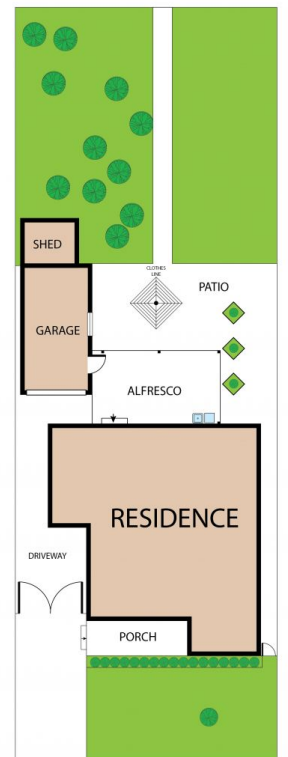 SHED
CLOTHES
LINE
PATIO
GARAGE
ALFRESCO
RESIDENCE
DRIVEWAY
PORCH